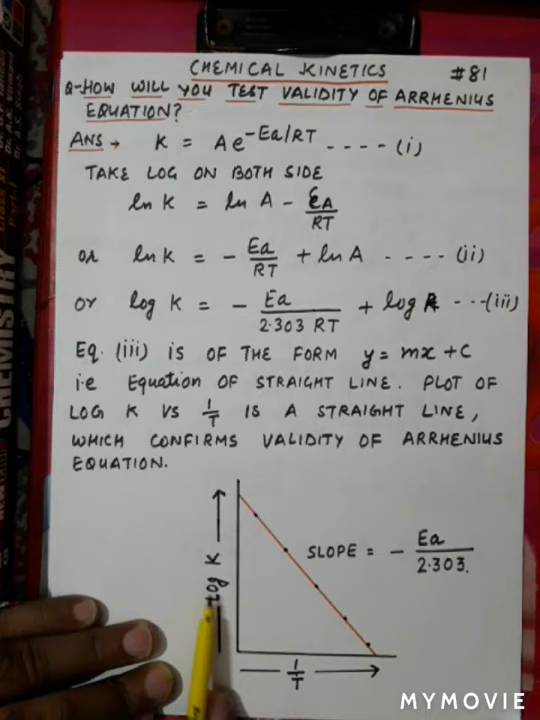 CHEMICAL KINETICS #81
Q-HOW WILL YOU TEST VALIDITY OF ARRHENIUS
EQUATION?
ANS → K = Ae^-Ea/RT ---- (i)
TAKE LOG ON BOTH SIDE
ln K = ln A - EA/RT
or ln K = - Ea/RT + ln A ---- (ii)
or log K = - Ea/2.303 RT + log A --- (iii)
Eq. (iii) IS OF THE FORM y = mx + C
i.e Equation OF STRAIGHT LINE. PLOT OF
LOG K VS 1/T IS A STRAIGHT LINE,
WHICH CONFIRMS VALIDITY OF ARRHENIUS
EQUATION.
SLOPE = - Ea/2.303.
log K →
1/T →
CHEMISTRY
MYMOVIE